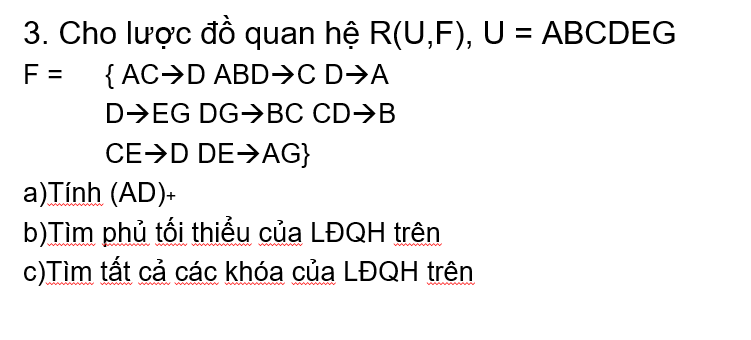 3. Cho lược đồ quan hệ R(U,F), U = ABCDEG
F = { AC→D ABD→C D→A
D→EG DG→BC CD→B
CE→D DE→AG}
a)Tính (AD)+
b)Tìm phủ tối thiểu của LĐQH trên
c)Tìm tất cả các khóa của LĐQH trên